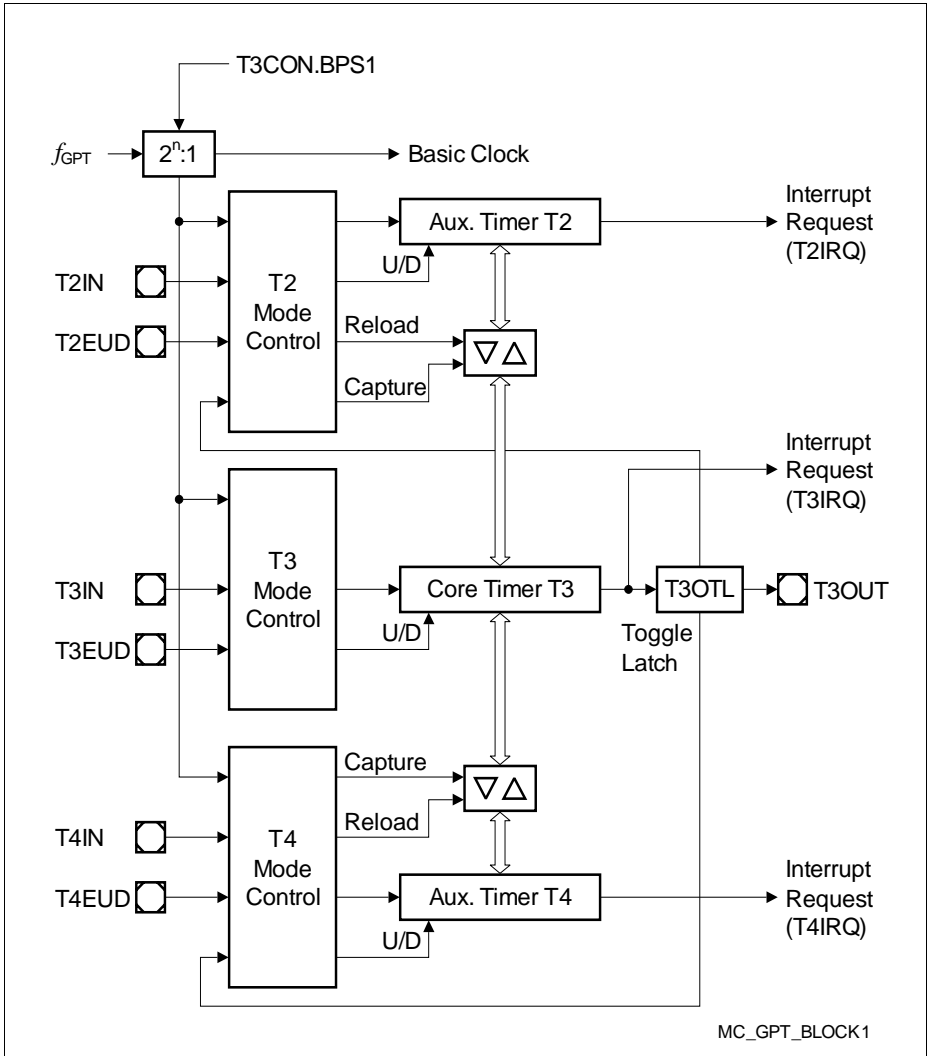 T3CON.BPS1
fGPT
2n:1
Basic Clock
Interrupt
Request
(T2IRQ)
Aux. Timer T2
U/D
T2IN
T2
Mode
Control
T2EUD
Reload
Capture
Interrupt
Request
(T3IRQ)
T3
Mode
Control
T3IN
Core Timer T3
T3OTL
T3OUT
T3EUD
U/D
Toggle
Latch
Capture
Reload
T4IN
T4
Mode
Control
T4EUD
Aux. Timer T4
U/D
Interrupt
Request
(T4IRQ)
MC_GPT_BLOCK1